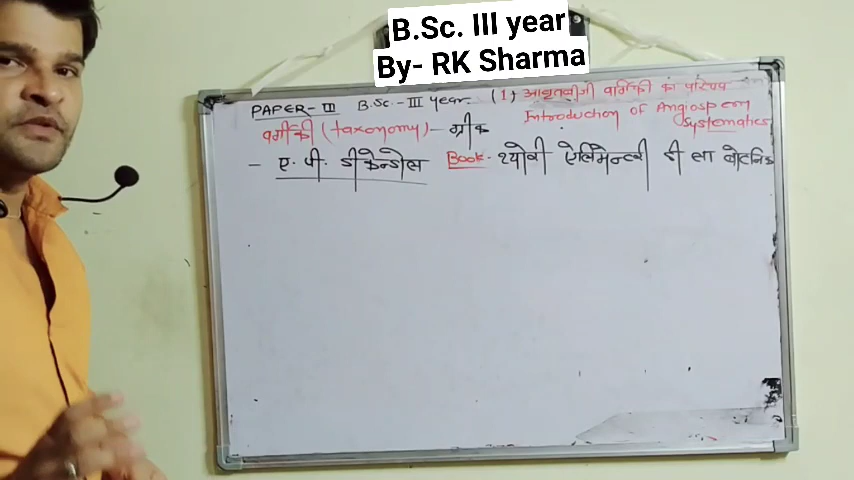 B.Sc. III year
By- RK Sharma
PAPER-III B.Sc.-III Year. (1) आवृतबीजी वर्गिकी का परिचय
Introduction of Angiosperm Systematics
वर्गिकी (taxonomy) - ग्रीक
- ए. पी. डीकेन्डोल Book - थ्योरी ऐलिमेन्टरी डी ला बोटनिक